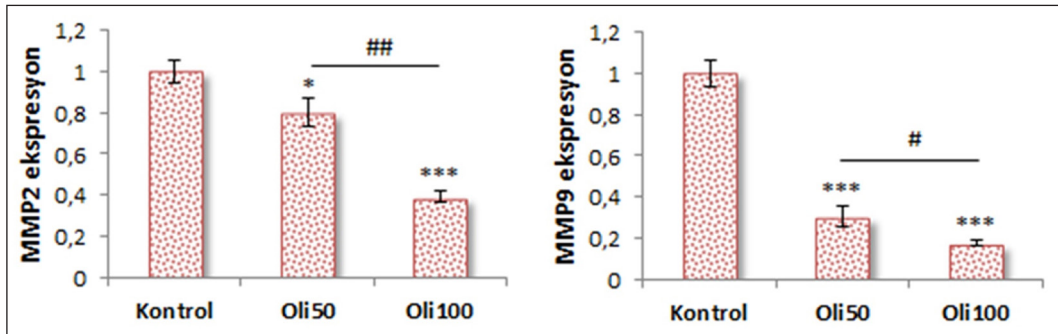 MMP2 ekspresyon
1,2
1
0,8
0,6
0,4
0,2
0
*
##
***
Kontrol
Oli50
Oli100
MMP9 ekspresyon
1,2
1
0,8
0,6
0,4
0,2
0
***
#
***
Kontrol
Oli50
Oli100